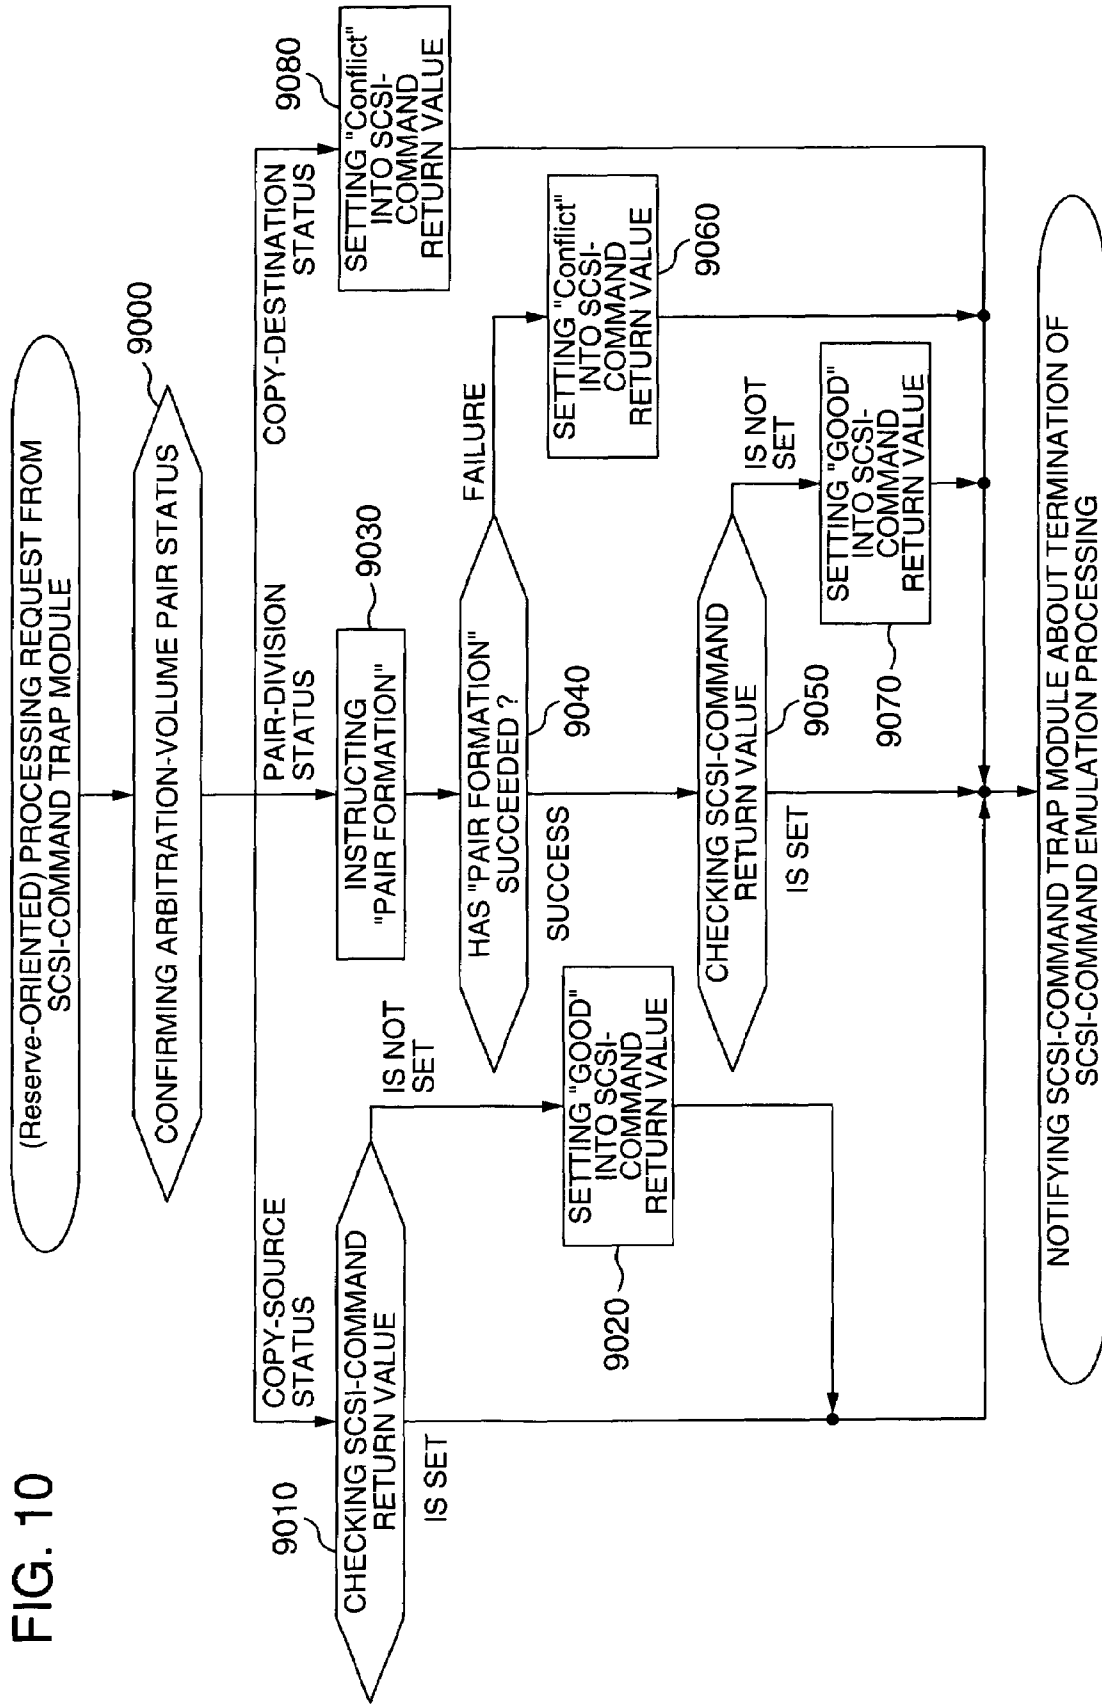 FIG. 10
(Reserve-ORIENTED) PROCESSING REQUEST FROM
SCSI-COMMAND TRAP MODULE
9000
CONFIRMING ARBITRATION-VOLUME PAIR STATUS
COPY-SOURCE
STATUS
PAIR-DIVISION
STATUS
COPY-DESTINATION
STATUS
9010
CHECKING SCSI-COMMAND
RETURN VALUE
IS NOT
SET
IS SET
9020
SETTING "GOOD"
INTO SCSI-
COMMAND
RETURN VALUE
9030
INSTRUCTING
"PAIR FORMATION"
HAS "PAIR FORMATION"
SUCCEEDED ?
9040
FAILURE
SUCCESS
CHECKING SCSI-COMMAND
RETURN VALUE
9050
IS NOT
SET
IS SET
SETTING "Conflict"
INTO SCSI-
COMMAND
RETURN VALUE
9060
SETTING "GOOD"
INTO SCSI-
COMMAND
RETURN VALUE
9070
9080
SETTING "Conflict"
INTO SCSI-
COMMAND
RETURN VALUE
NOTIFYING SCSI-COMMAND TRAP MODULE ABOUT TERMINATION OF
SCSI-COMMAND EMULATION PROCESSING